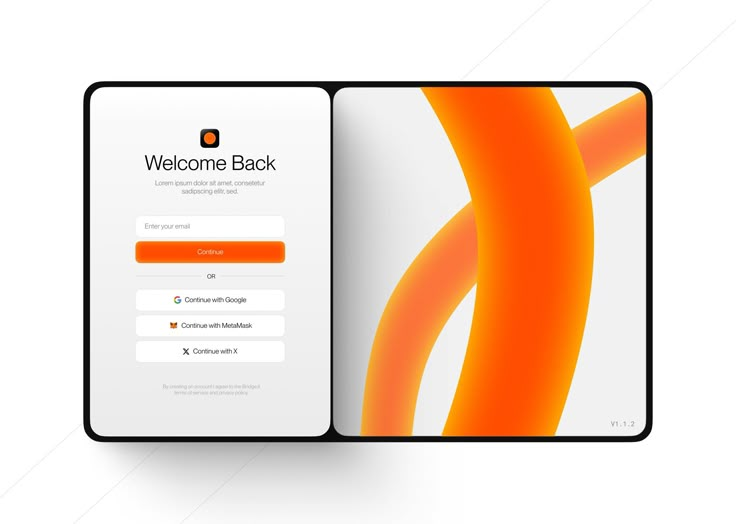 Welcome Back
Lorem ipsum dolor sit amet, consetetur
sadipscing elitr, sed.
Enter your email
Continue
OR
Continue with Google
Continue with MetaMask
Continue with X
By creating an account I agree to the Bridged
terms of service and privacy policy.
V1.1.2